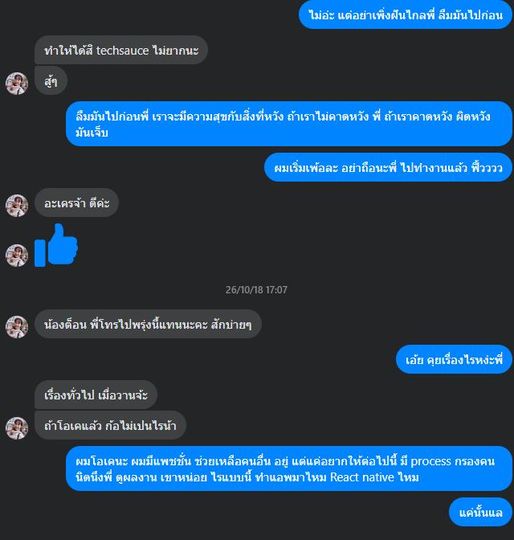 ไม่อ่ะ แต่อย่าเพิ่งฝันไกลพี่ ลืมมันไปก่อน
ทำให้ได้สิ techsauce ไม่ยากนะ
สู้ๆ
ลืมมันไปก่อนพี่ เราจะมีความสุขกับสิ่งที่หวัง ถ้าเราไม่คาดหวัง พี่ ถ้าเราคาดหวัง ผิดหวัง
มันเจ็บ
ผมเริ่มเพ้อละ อย่าถือนะพี่ ไปทำงานแล้ว ฟิ้วววว
อะเครจ้า ดีค่ะ
26/10/18 17:07
น้องต็อน พี่โทรไปพรุ่งนี้แทนนะคะ สักบ่ายๆ
เอ้ย คุยเรื่องไรหง่ะพี่
เรื่องทั่วไป เมื่อวานจ้ะ
ถ้าโอเคแล้ว ก้อไม่เปนไรน้า
ผมโอเคนะ ผมมีแพชชั่น ช่วยเหลือคนอื่น อยู่ แต่แค่อยากให้ต่อไปนี้ มี process กรองคน
นิดนึงพี่ ดูผลงาน เขาหน่อย ไรแบบนี้ ทำแอพมาไหม React native ไหม
แค่นั้นแล